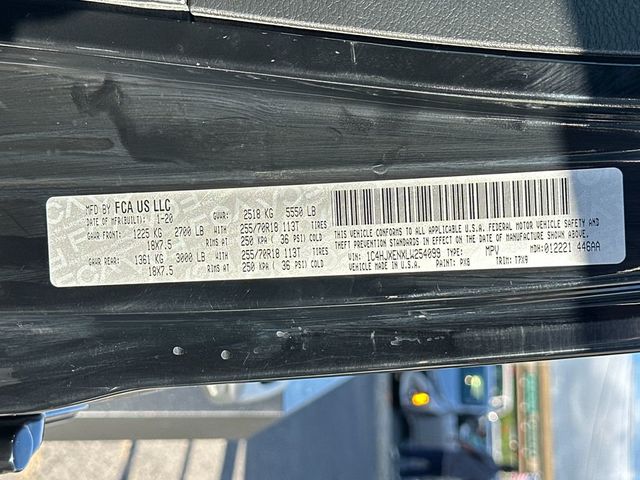 MFD BY FCA US LLC
DATE OF MFR(BUILT): 1-20
GVWR: 2518 KG 5550 LB
GAWR FRONT: 1225 KG 2700 LB WITH 255/70R18 113T TIRES
18X7.5 RIMS AT 250 KPA ( 36 PSI) COLD
GAWR REAR: 1361 KG 3000 LB WITH 255/70R18 113T TIRES
18X7.5 RIMS AT 250 KPA ( 36 PSI) COLD
THIS VEHICLE CONFORMS TO ALL APPLICABLE U.S.A. FEDERAL MOTOR VEHICLE SAFETY AND
THEFT PREVENTION STANDARDS IN EFFECT ON THE DATE OF MANUFACTURE SHOWN ABOVE.
VIN: 1C4HJXENXLW254099 TYPE: MPV MDH: 012221 446AA
VEHICLE MADE IN U.S.A. PAINT: PX8 TRIM: T7X9